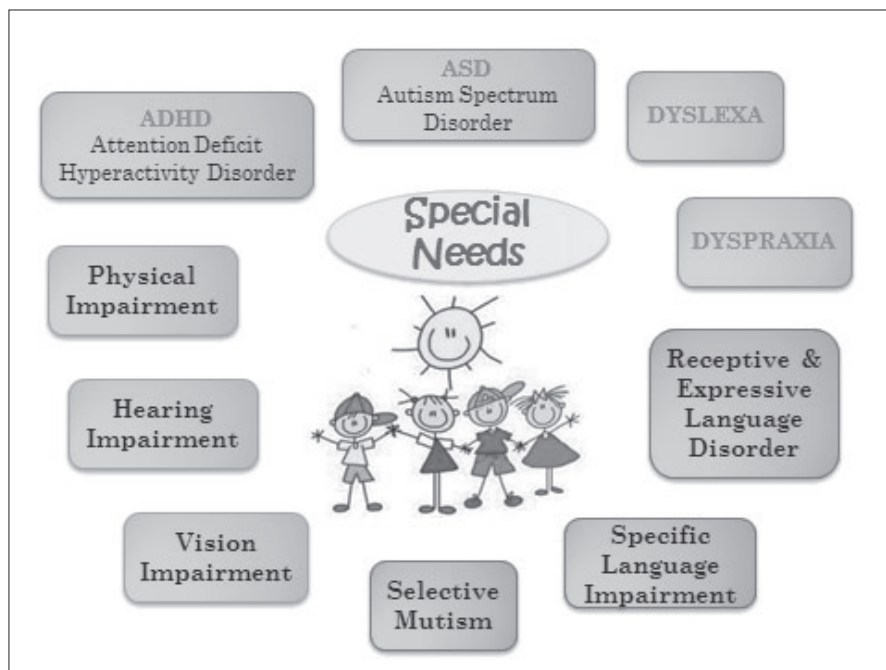 ASD
Autism Spectrum
Disorder
ADHD
Attention Deficit
Hyperactivity Disorder
DYSLEXA
Special
Needs
DYSPRAXIA
Physical
Impairment
Receptive &
Expressive
Language
Disorder
Hearing
Impairment
Vision
Impairment
Specific
Language
Impairment
Selective
Mutism